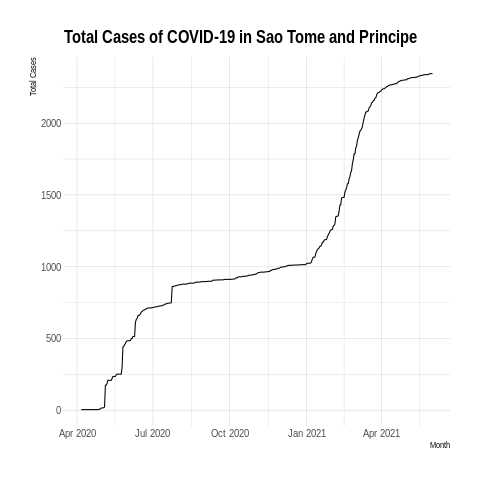 Total Cases of COVID-19 in Sao Tome and Principe
Total Cases
2000
1500
1000
500
0
Apr 2020 Jul 2020 Oct 2020 Jan 2021 Apr 2021
Month